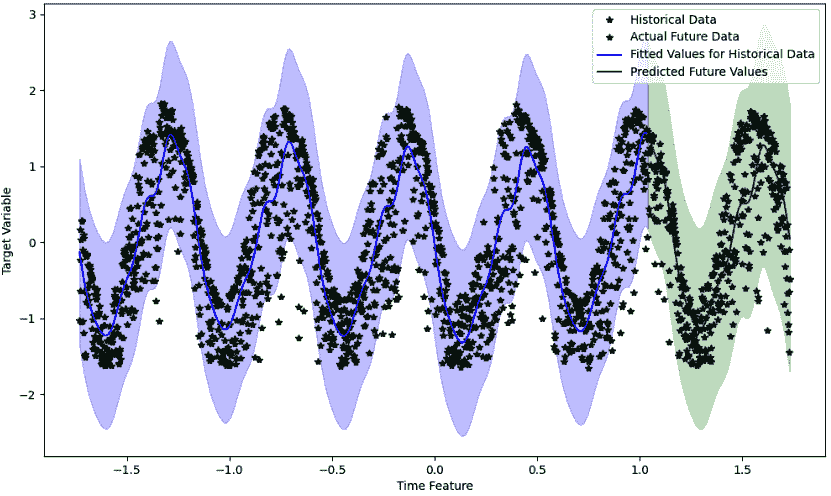 3
2
1
0
−1
−2
Target Variable
Historical Data
Actual Future Data
Fitted Values for Historical Data
Predicted Future Values
−1.5
−1.0
−0.5
0.0
0.5
1.0
1.5
Time Feature